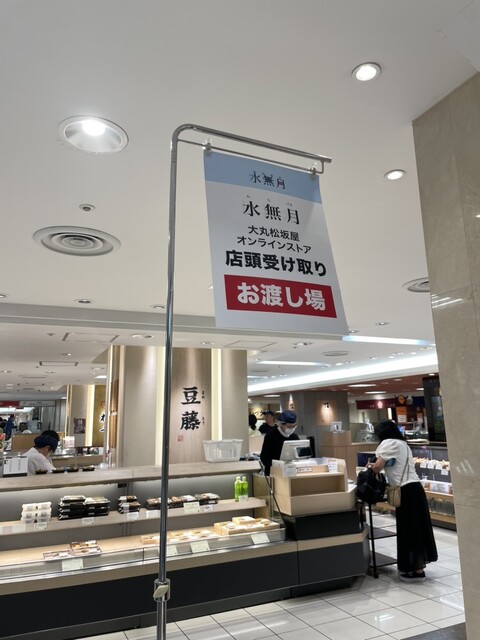 水無月
水無月
大丸松坂屋
オンラインストア
店頭受け取り
お渡し場
豆藤